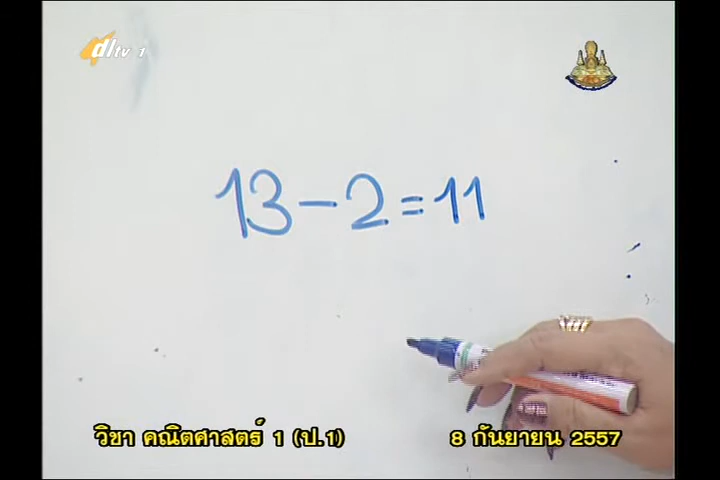 dltv 1
13-2=11
วิชา คณิตศาสตร์ 1 (ป.1)
8 กันยายน 2557